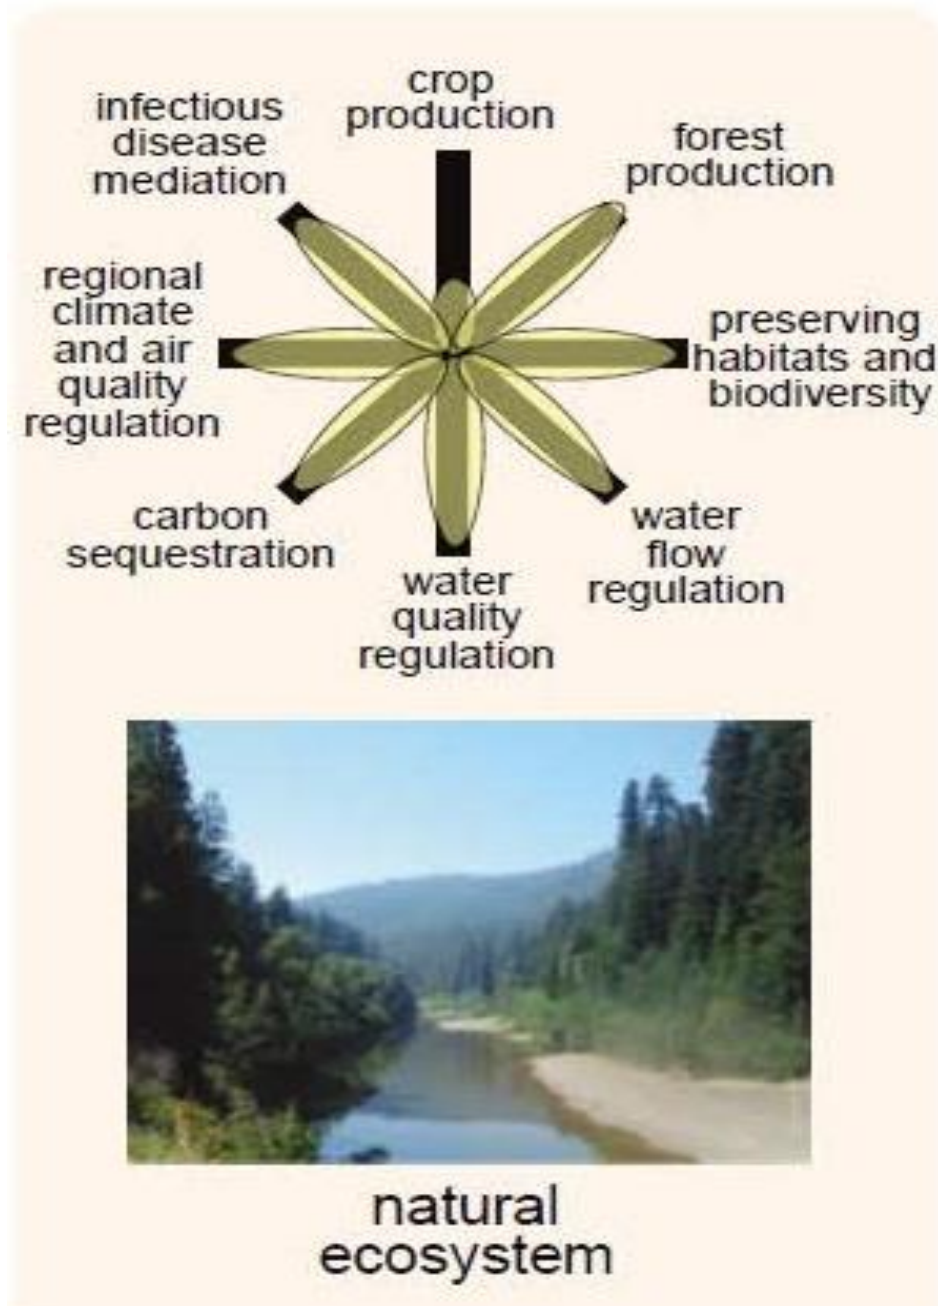 crop
production
infectious
disease
mediation
forest
production
regional
climate
and air
quality
regulation
preserving
habitats and
biodiversity
carbon
sequestration
water
flow
regulation
water
quality
regulation
natural
ecosystem